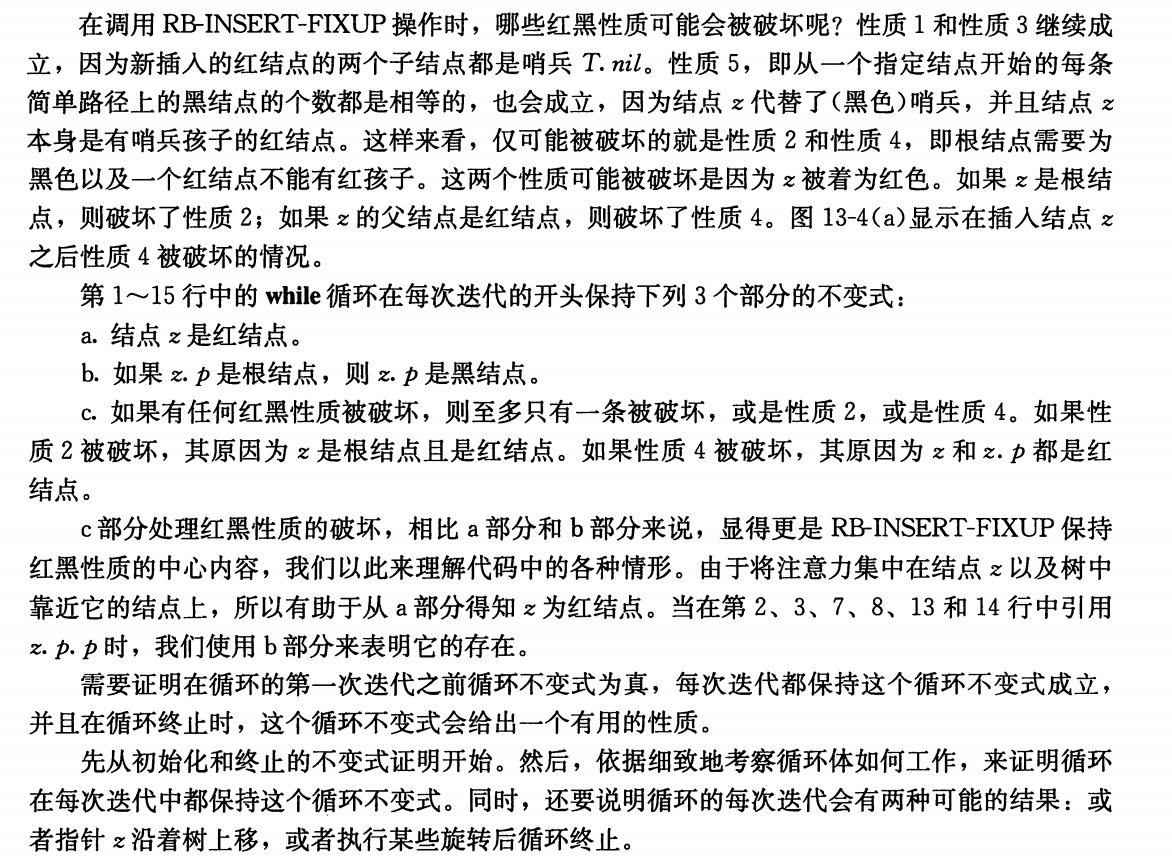 在调用 RB-INSERT-FIXUP 操作时，哪些红黑性质可能会被破坏呢？性质 1 和性质 3 继续成
立，因为新插入的红结点的两个子结点都是哨兵 T. nil。性质 5，即从一个指定结点开始的每条
简单路径上的黑结点的个数都是相等的，也会成立，因为结点 z 代替了(黑色)哨兵，并且结点 z
本身是有哨兵孩子的红结点。这样来看，仅可能被破坏的就是性质 2 和性质 4，即根结点需要为
黑色以及一个红结点不能有红孩子。这两个性质可能被破坏是因为 z 被着为红色。如果 z 是根结
点，则破坏了性质 2；如果 z 的父结点是红结点，则破坏了性质 4。图 13-4(a)显示在插入结点 z
之后性质 4 被破坏的情况。
第 1～15 行中的 while 循环在每次迭代的开头保持下列 3 个部分的不变式：
a. 结点 z 是红结点。
b. 如果 z. p 是根结点，则 z. p 是黑结点。
c. 如果有任何红黑性质被破坏，则至多只有一条被破坏，或是性质 2，或是性质 4。如果性
质 2 被破坏，其原因为 z 是根结点且是红结点。如果性质 4 被破坏，其原因为 z 和 z. p 都是红
结点。
c 部分处理红黑性质的破坏，相比 a 部分和 b 部分来说，显得更是 RB-INSERT-FIXUP 保持
红黑性质的中心内容，我们以此来理解代码中的各种情形。由于将注意力集中在结点 z 以及树中
靠近它的结点上，所以有助于从 a 部分得知 z 为红结点。当在第 2、3、7、8、13 和 14 行中引用
z. p. p 时，我们使用 b 部分来表明它的存在。
需要证明在循环的第一次迭代之前循环不变式为真，每次迭代都保持这个循环不变式成立，
并且在循环终止时，这个循环不变式会给出一个有用的性质。
先从初始化和终止的不变式证明开始。然后，依据细致地考察循环体如何工作，来证明循环
在每次迭代中都保持这个循环不变式。同时，还要说明循环的每次迭代会有两种可能的结果：或
者指针 z 沿着树上移，或者执行某些旋转后循环终止。